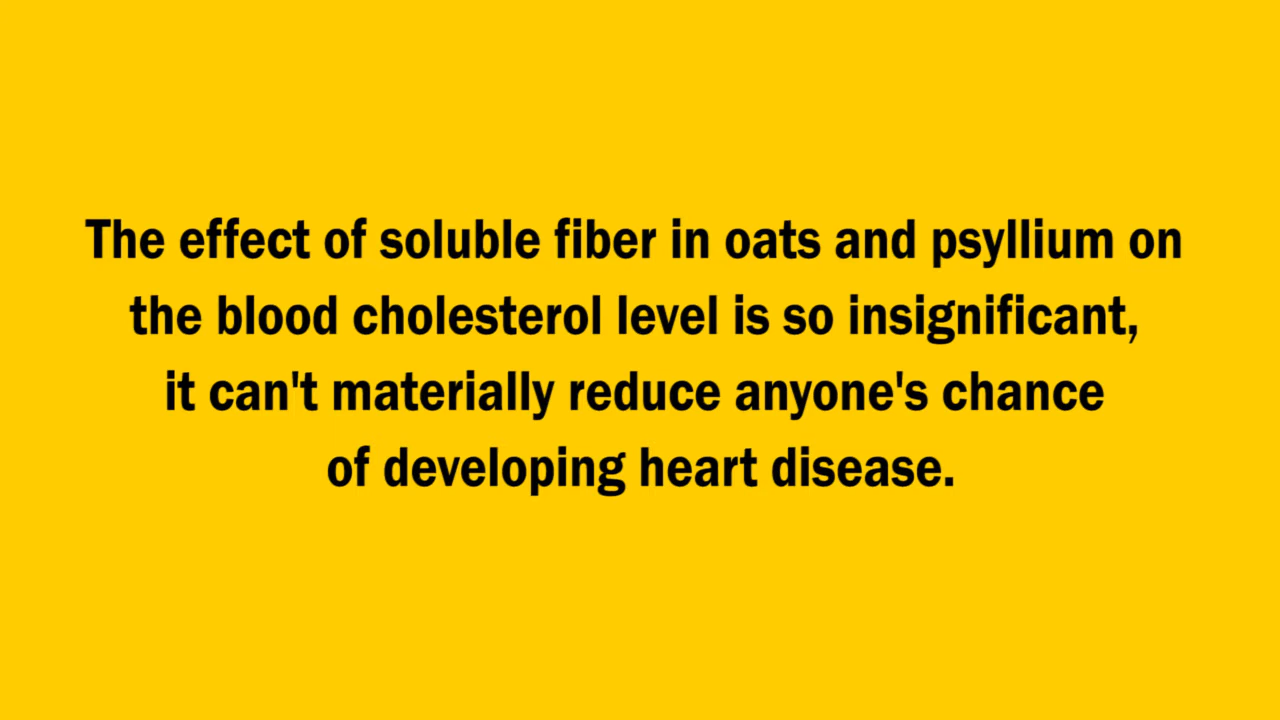 The effect of soluble fiber in oats and psyllium on
the blood cholesterol level is so insignificant,
it can't materially reduce anyone's chance
of developing heart disease.